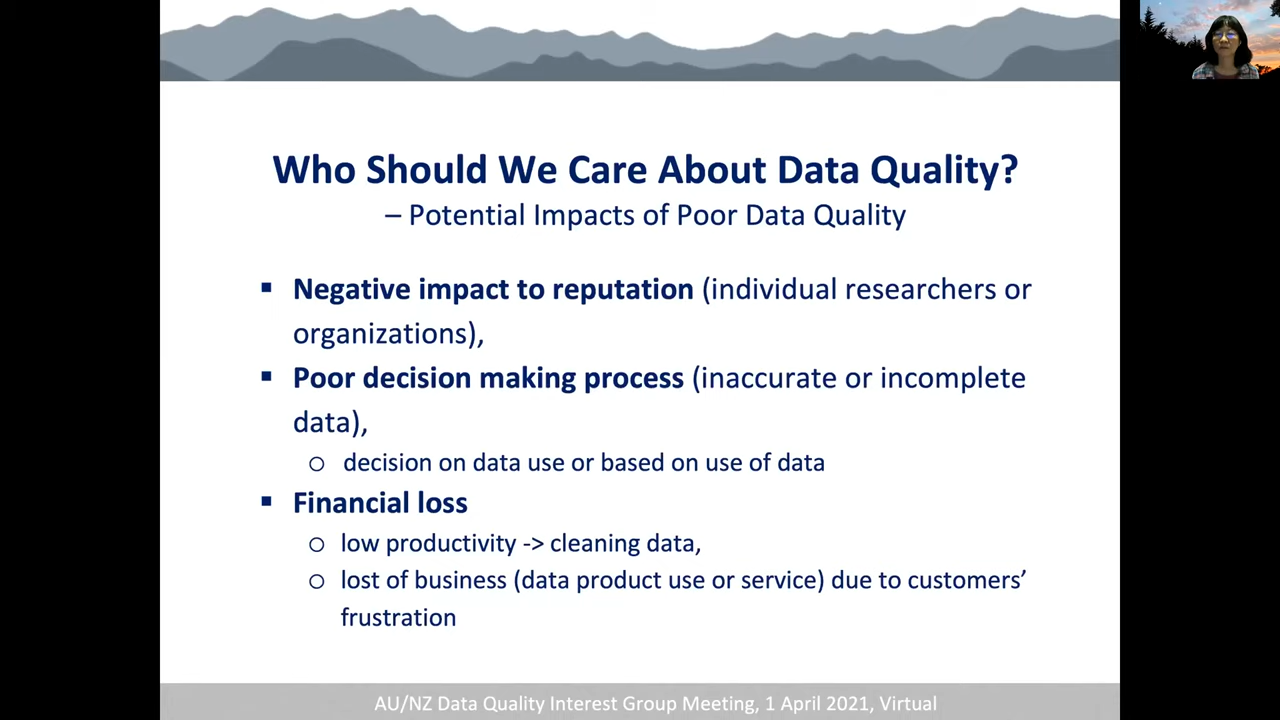 Who Should We Care About Data Quality?
– Potential Impacts of Poor Data Quality
▪ Negative impact to reputation (individual researchers or
organizations),
▪ Poor decision making process (inaccurate or incomplete
data),
o decision on data use or based on use of data
▪ Financial loss
o low productivity -> cleaning data,
o lost of business (data product use or service) due to customers’
frustration
AU/NZ Data Quality Interest Group Meeting, 1 April 2021, Virtual